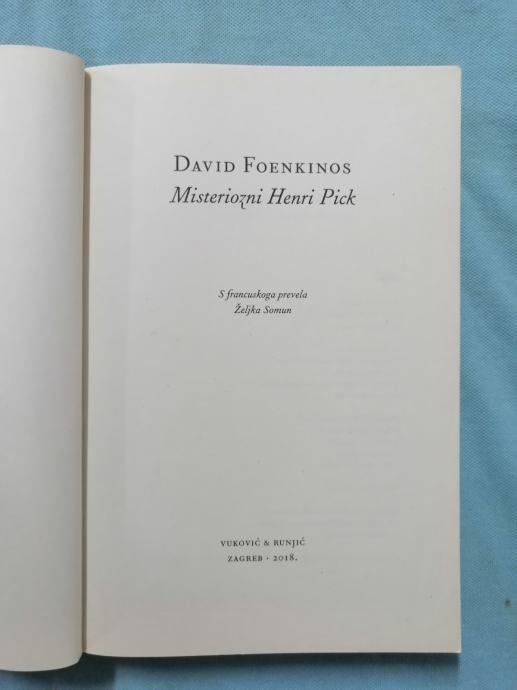 DAVID FOENKINOS
Misteriozni Henri Pick
S francuskoga prevela
Željka Somun
VUKOVIĆ & RUNJIĆ
ZAGREB · 2018.